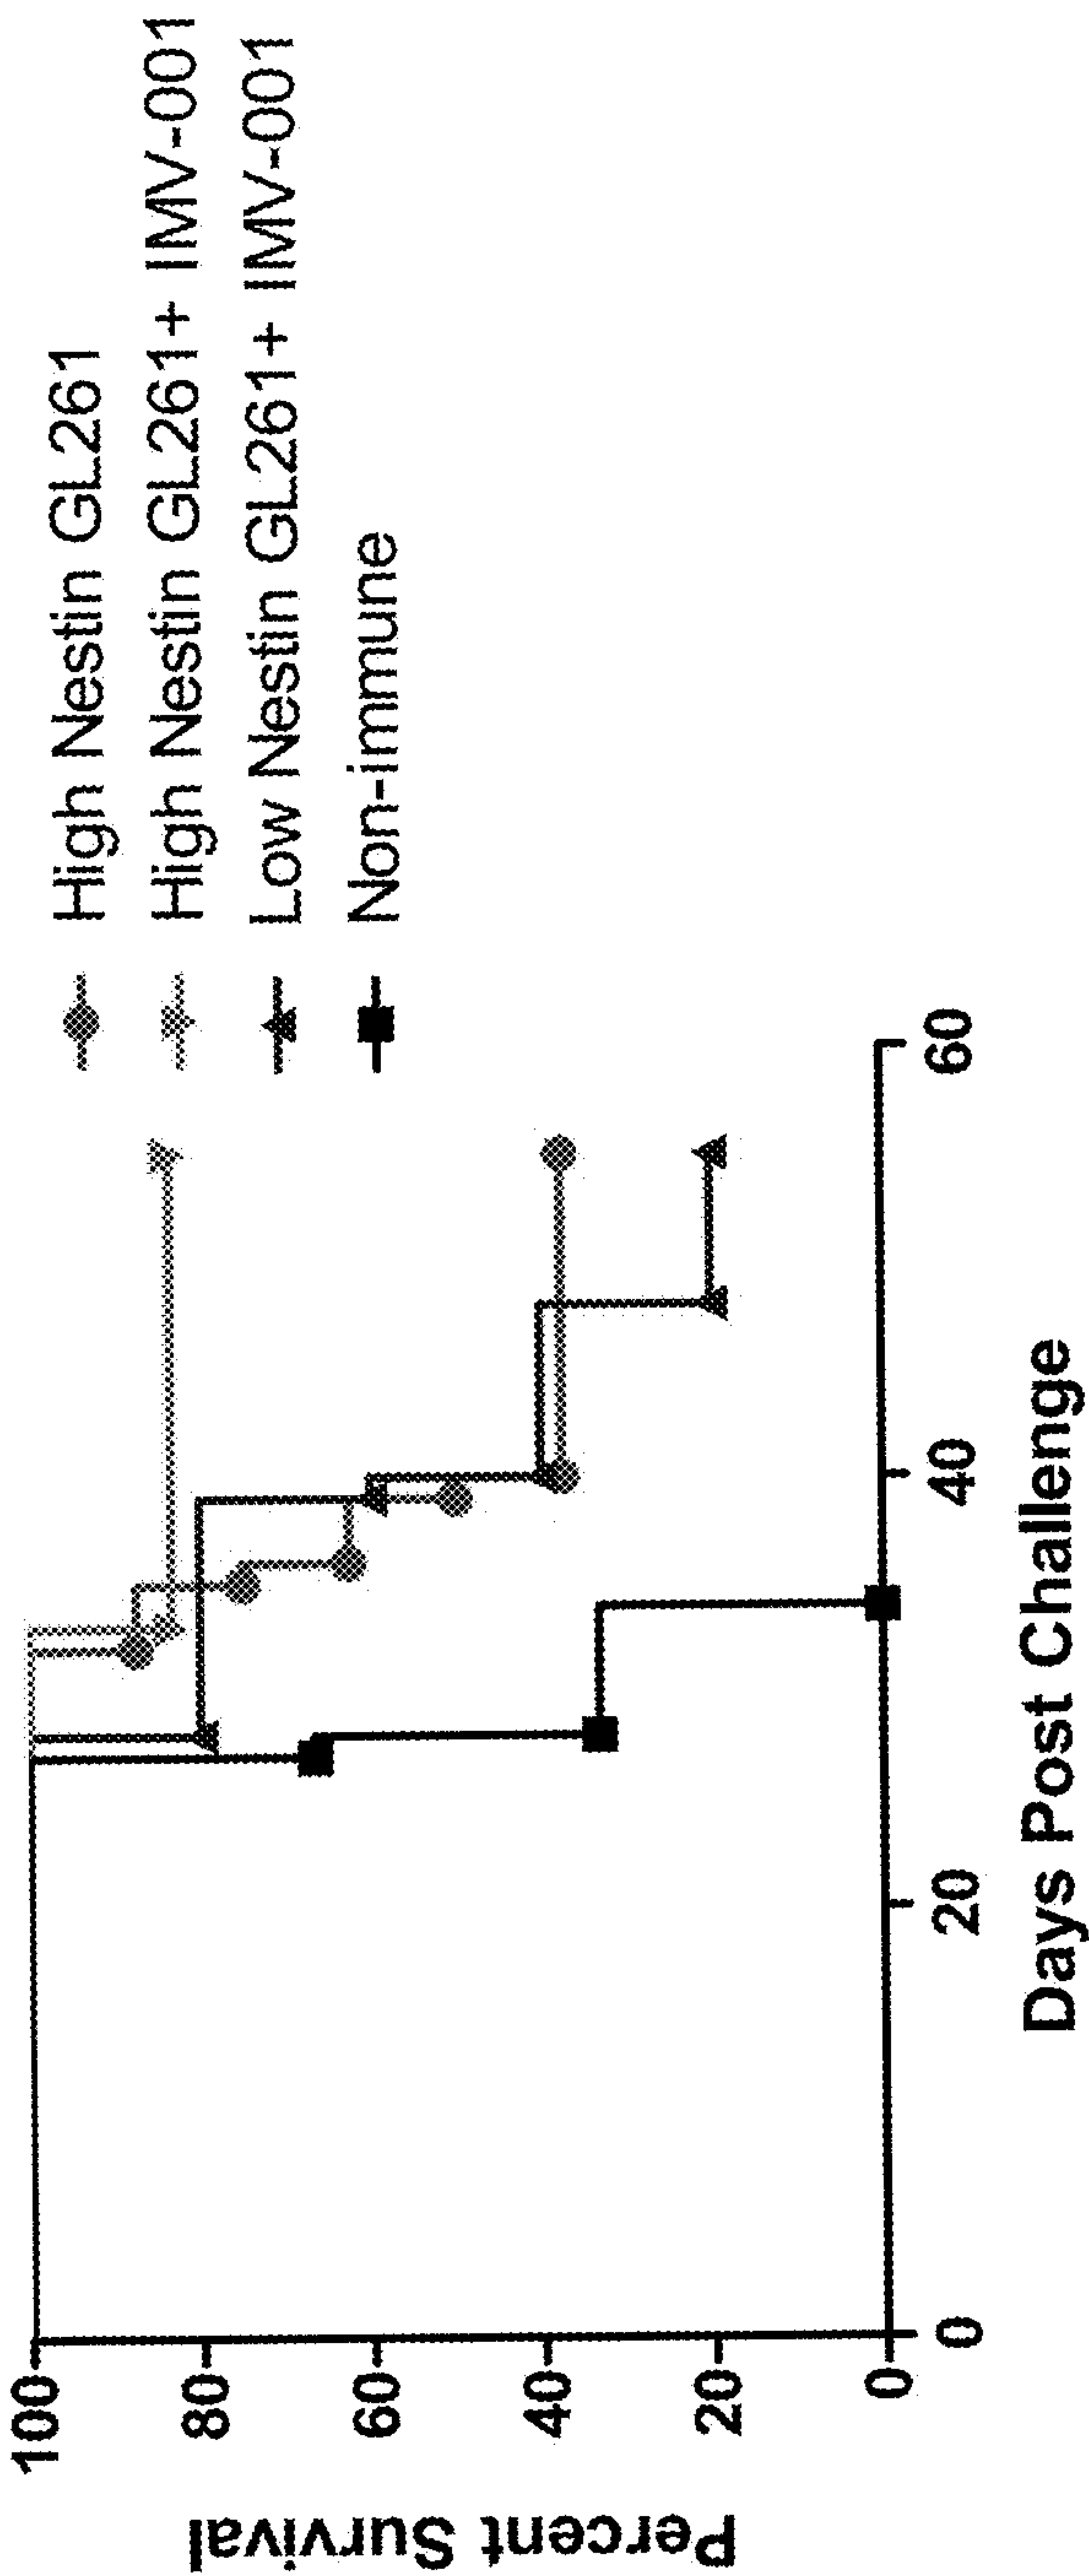 High Nestin GL261
High Nestin GL261+ IMV-001
Low Nestin GL261+ IMV-001
Non-immune
Percent Survival
100
80
60
40
20
0
0
20
40
60
Days Post Challenge